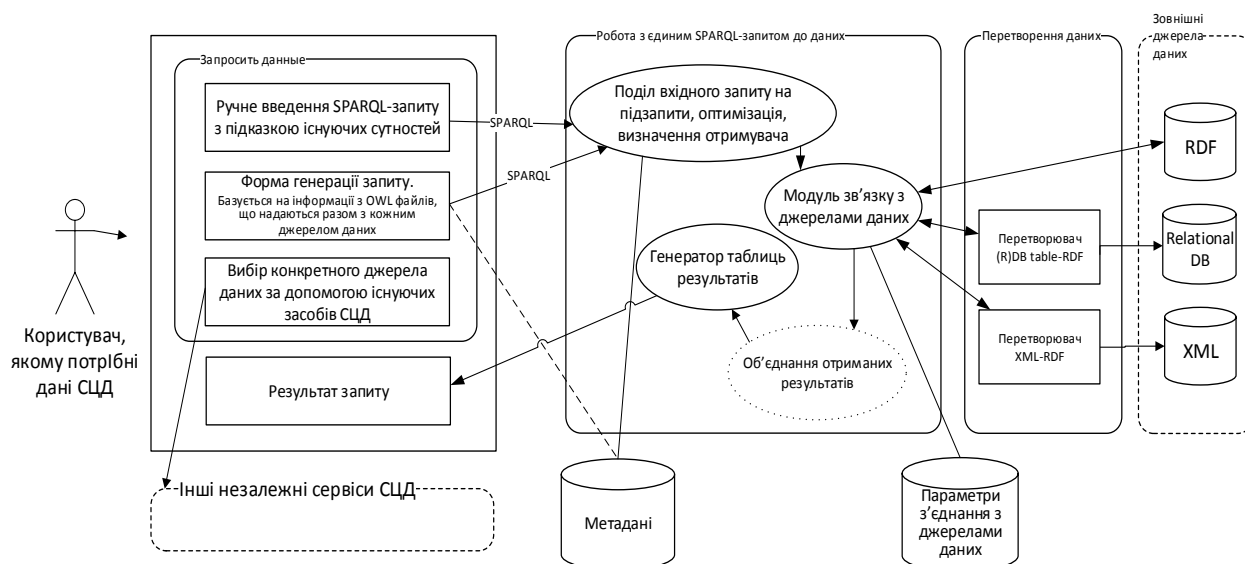 Зовнішні
джерела
даних
Робота з єдиним SPARQL-запитом до даних
Перетворення даних
Запросить данные
Ручне введення SPARQL-запиту
з підказкою існуючих сутностей
SPARQL
Поділ вхідного запиту на
підзапити, оптимізація,
визначення отримувача
RDF
SPARQL
Форма генерації запиту.
Базується на інформації з OWL файлів,
що надаються разом з кожним
джерелом даних
Модуль зв’язку з
джерелами даних
Перетворювач
(R)DB table-RDF
Relational
DB
Генератор таблиць
результатів
Вибір конкретного джерела
даних за допомогою існуючих
засобів СЦД
Користувач,
якому потрІбні
дані СЦД
Перетворювач
XML-RDF
XML
Об’єднання отриманих
результатів
Результат запиту
Інші незалежні сервіси СЦД
Метадані
Параметри
з’єднання з
джерелами
даних